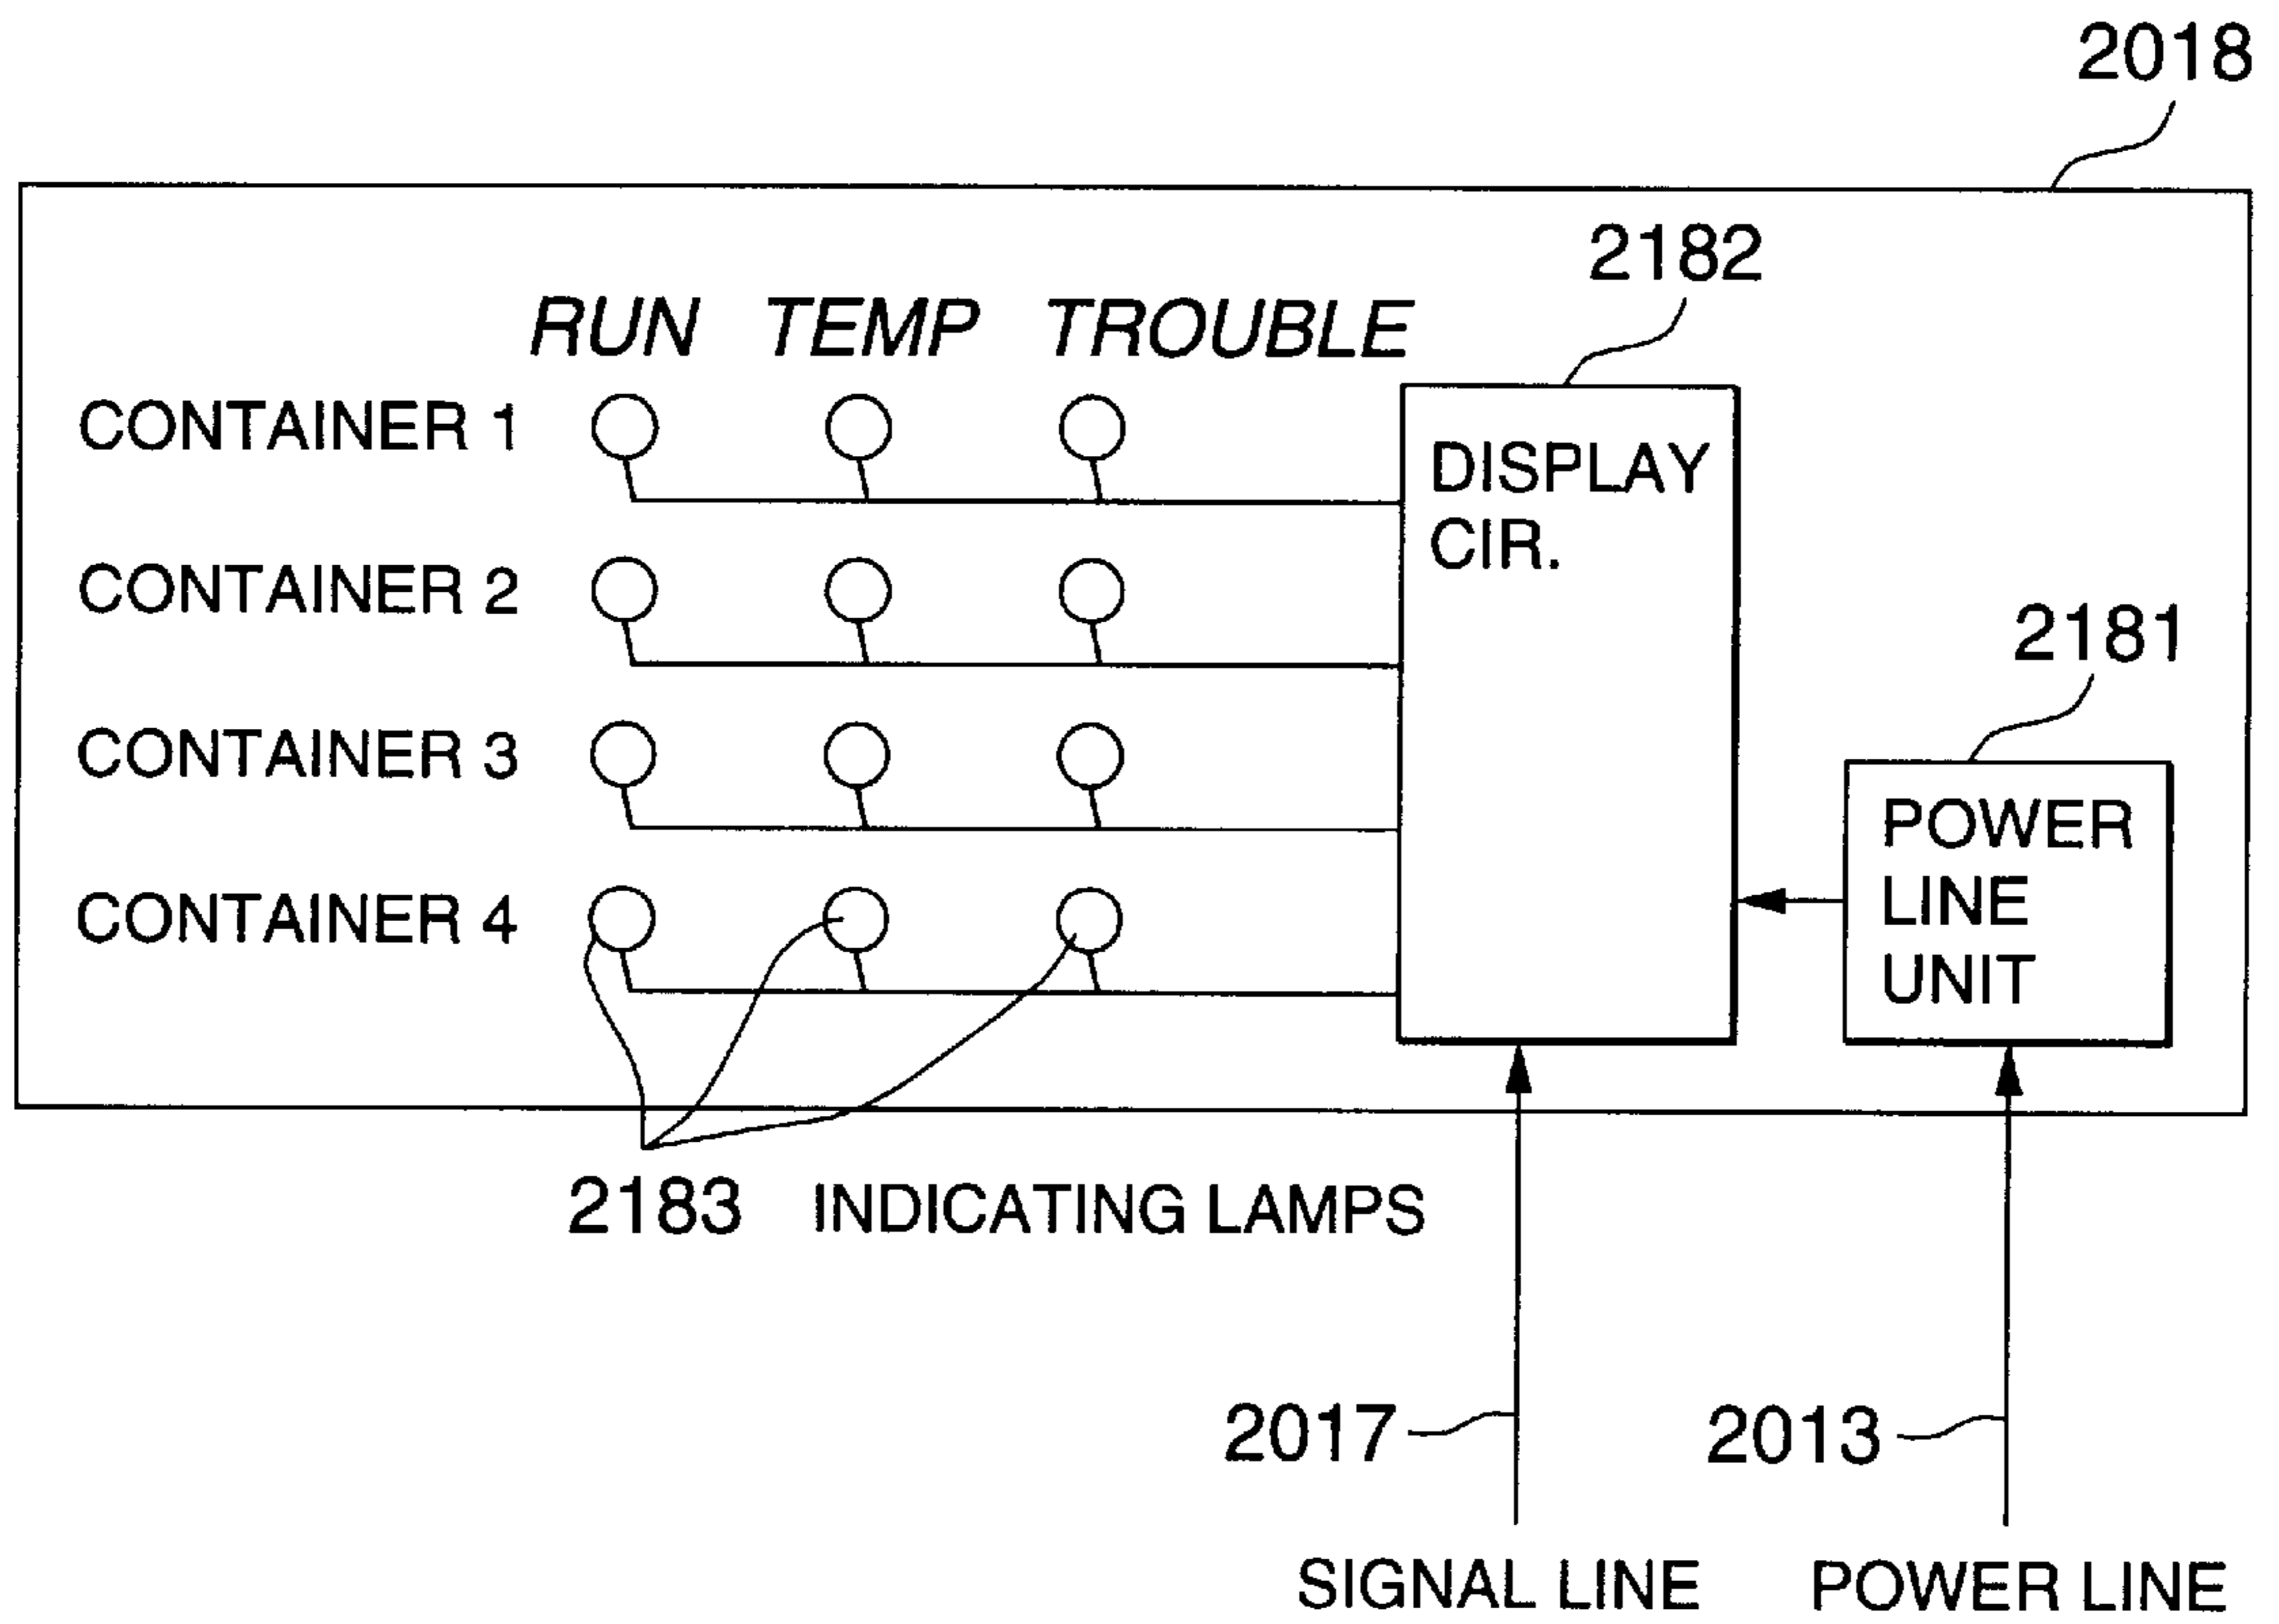 2018
2182
RUN TEMP TROUBLE
CONTAINER 1
DISPLAY
CIR.
CONTAINER 2
2181
CONTAINER 3
POWER
LINE
UNIT
CONTAINER 4
2183 INDICATING LAMPS
2017
2013
SIGNAL LINE
POWER LINE